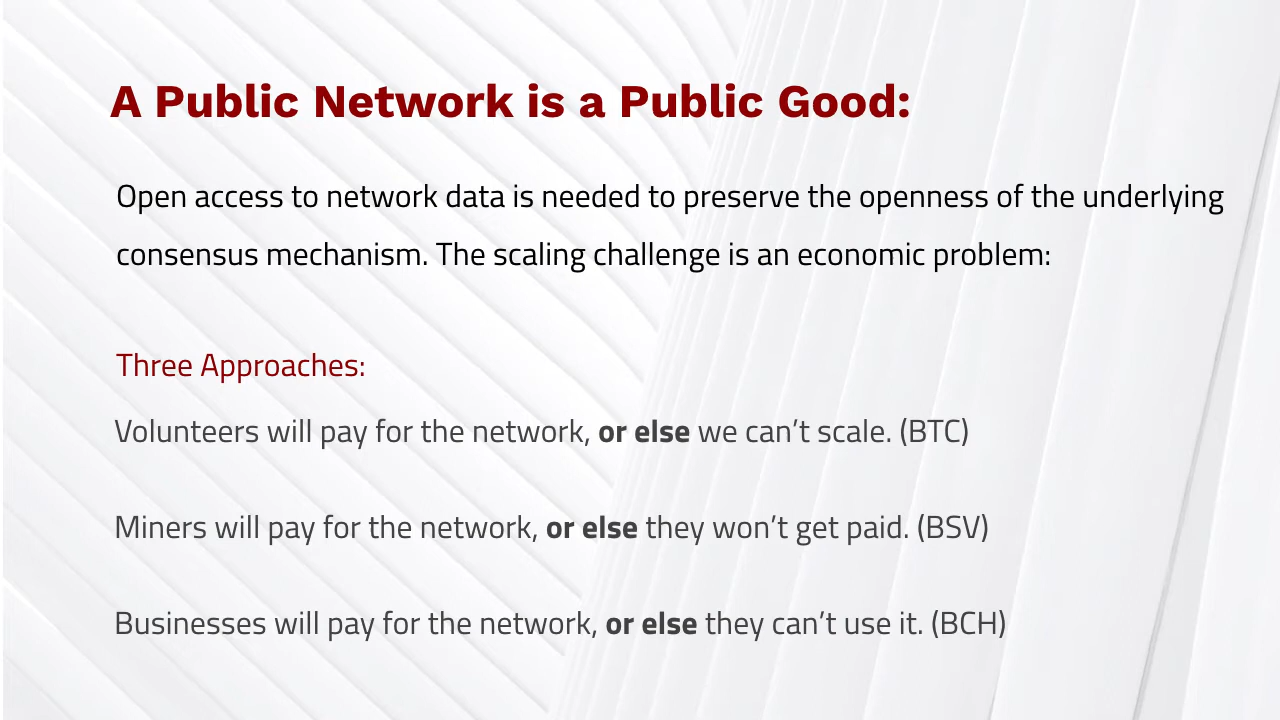 A Public Network is a Public Good:
Open access to network data is needed to preserve the openness of the underlying
consensus mechanism. The scaling challenge is an economic problem:
Three Approaches:
Volunteers will pay for the network, or else we can’t scale. (BTC)
Miners will pay for the network, or else they won’t get paid. (BSV)
Businesses will pay for the network, or else they can’t use it. (BCH)